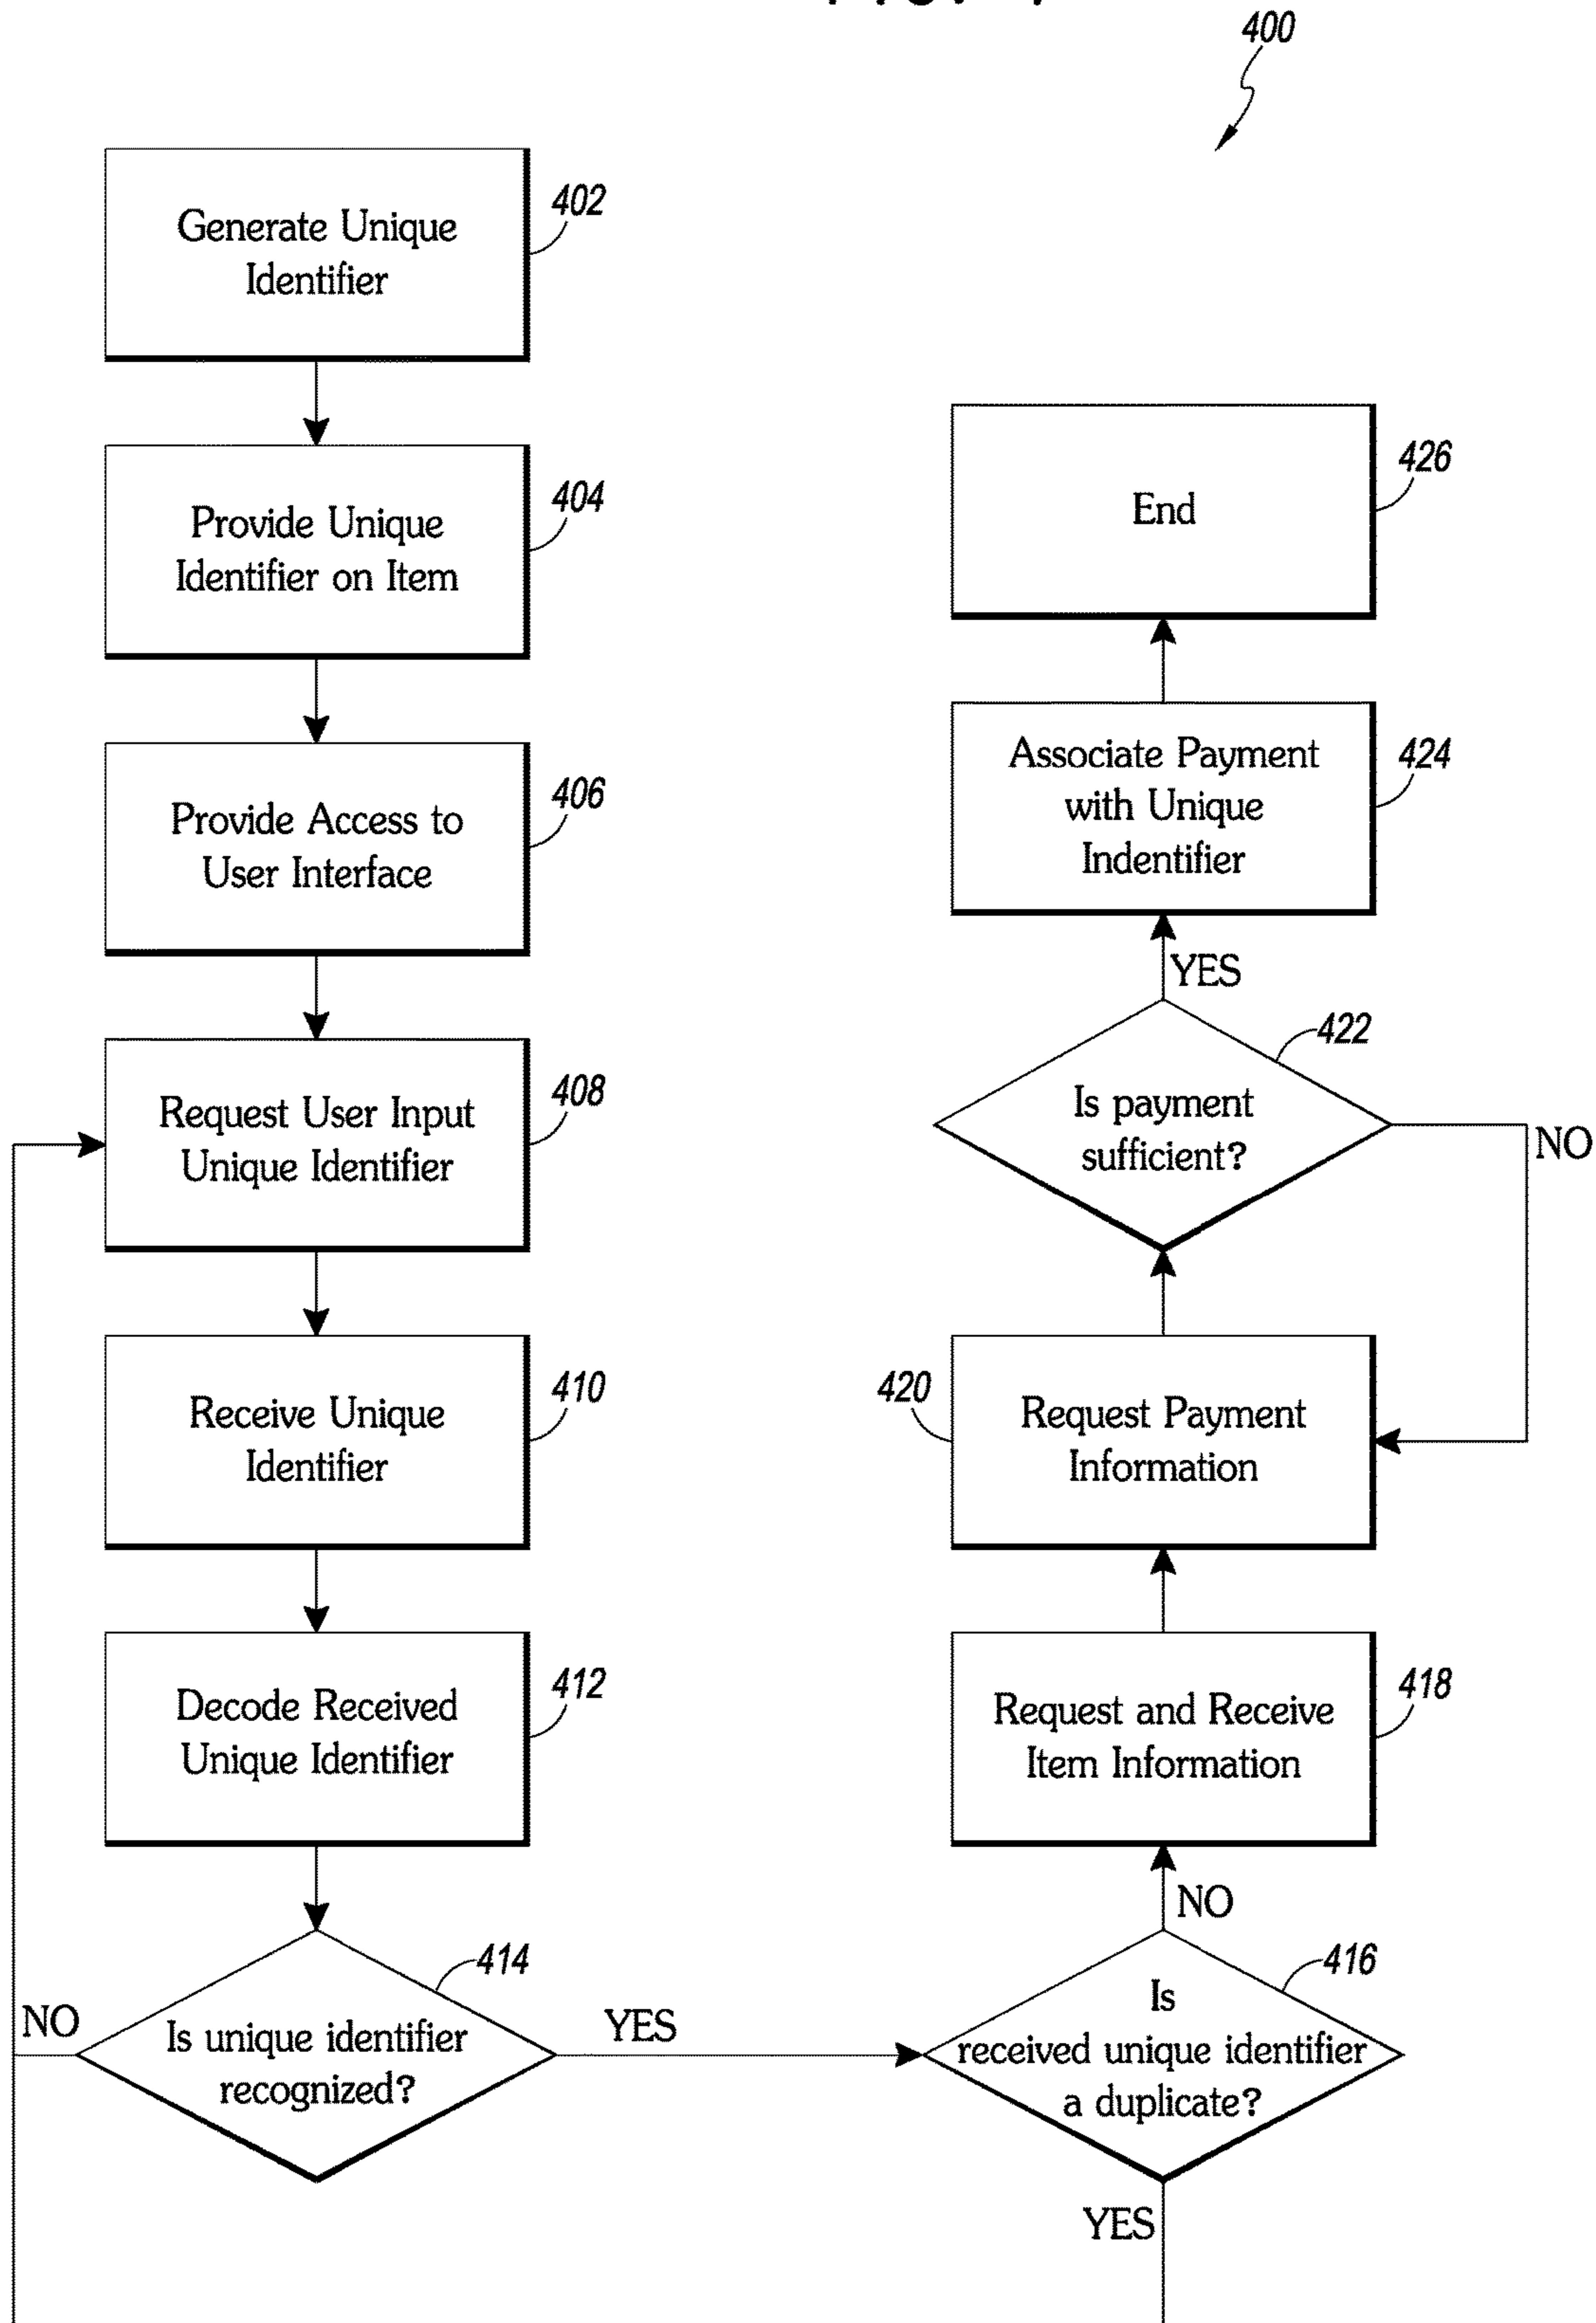 400
Generate Unique
Identifier
402
Provide Unique
Identifier on Item
404
Provide Access to
User Interface
406
Request User Input
Unique Identifier
408
Receive Unique
Identifier
410
Decode Received
Unique Identifier
412
Is unique identifier
recognized?
414
NO
YES
Is
received unique identifier
a duplicate?
416
YES
NO
Request and Receive
Item Information
418
Request Payment
Information
420
Is payment
sufficient?
422
NO
YES
Associate Payment
with Unique
Indentifier
424
End
426